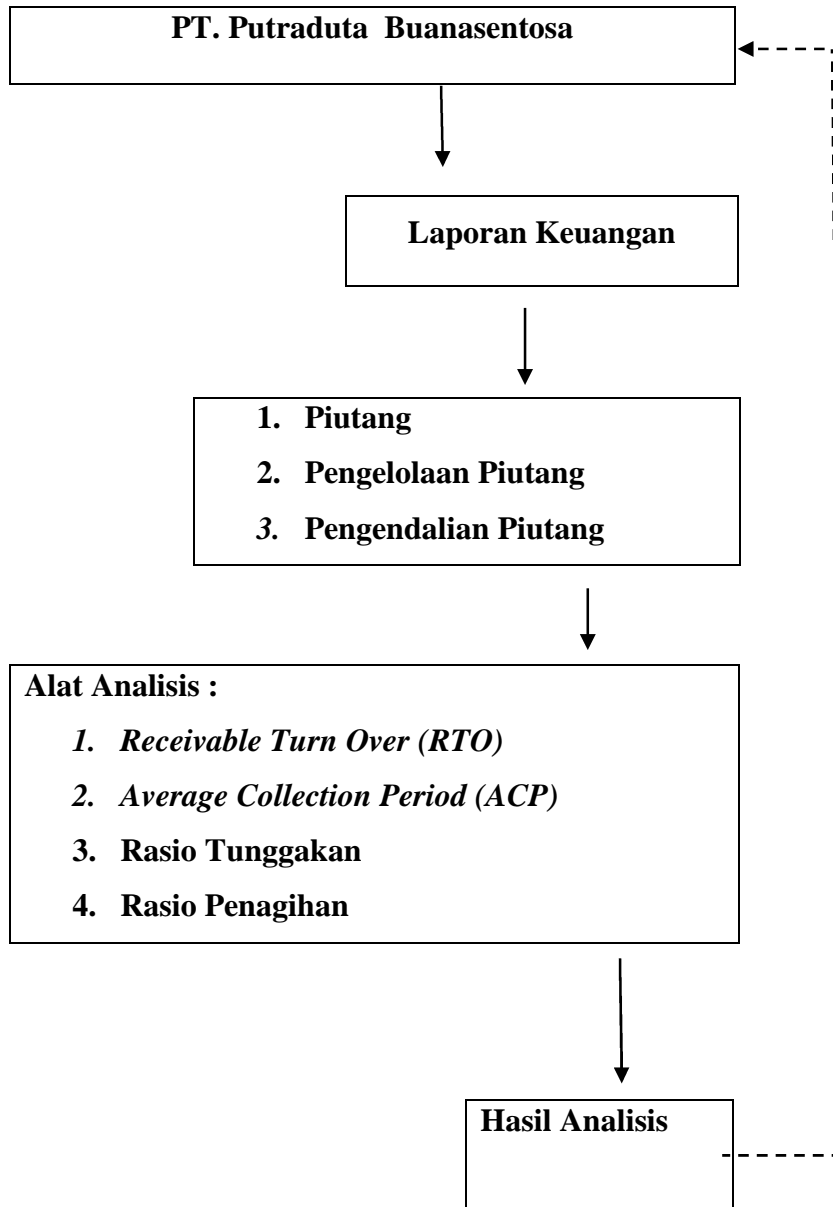 PT. Putraduta Buanasentosa
Laporan Keuangan
1. Piutang
2. Pengelolaan Piutang
3. Pengendalian Piutang
Alat Analisis :
1. Receivable Turn Over (RTO)
2. Average Collection Period (ACP)
3. Rasio Tunggakan
4. Rasio Penagihan
Hasil Analisis